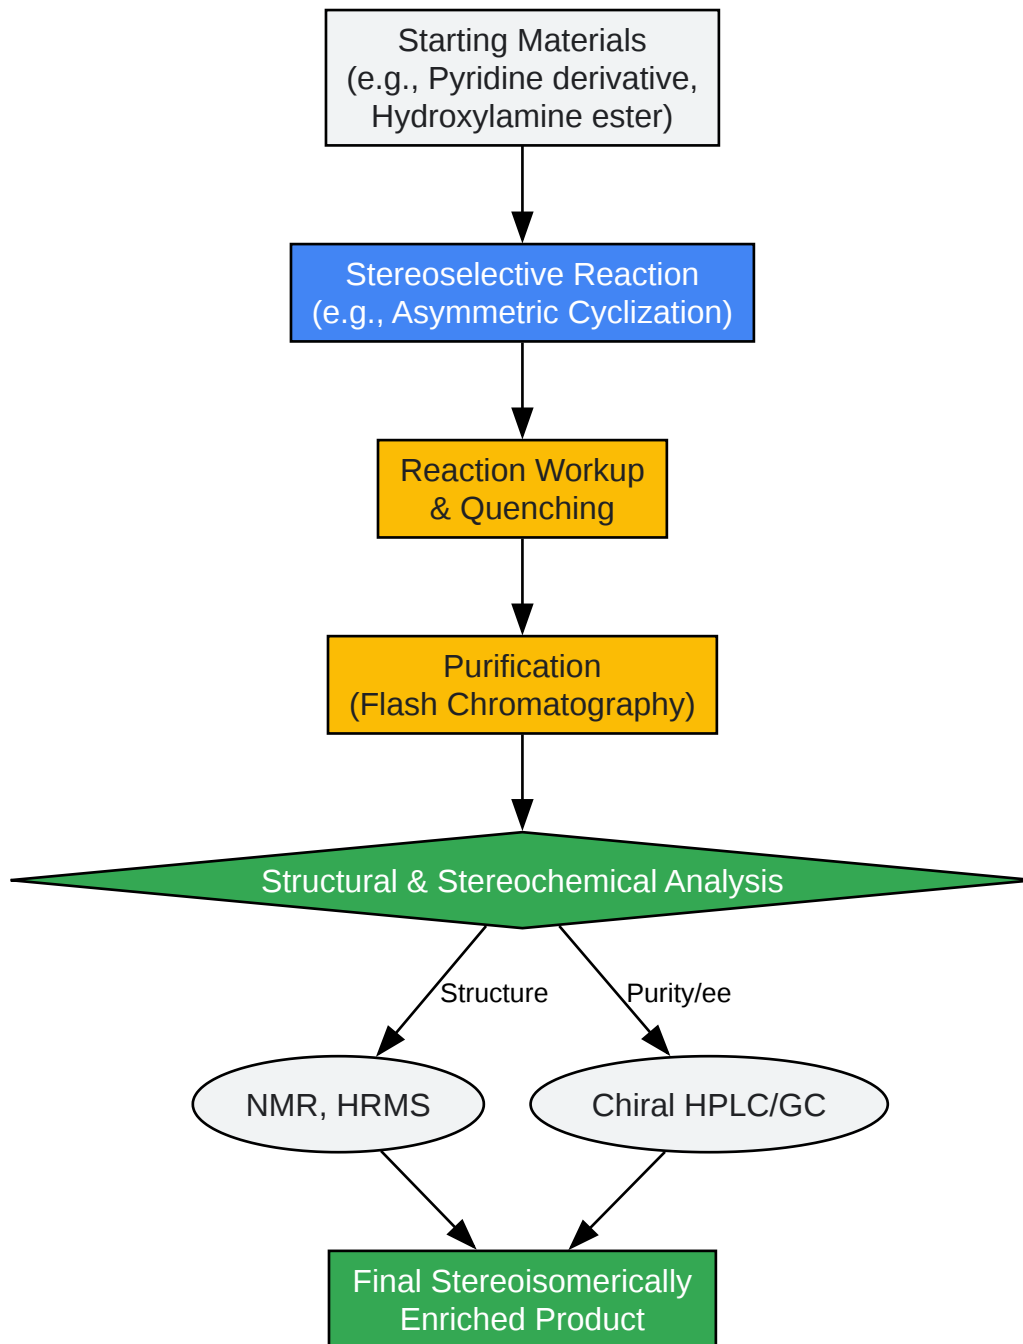 Starting Materials
(e.g., Pyridine derivative,
Hydroxylamine ester)
Stereoselective Reaction
(e.g., Asymmetric Cyclization)
Reaction Workup
& Quenching
Purification
(Flash Chromatography)
Structural & Stereochemical Analysis
Structure
Purity/ee
NMR, HRMS
Chiral HPLC/GC
Final Stereoisomerically
Enriched Product